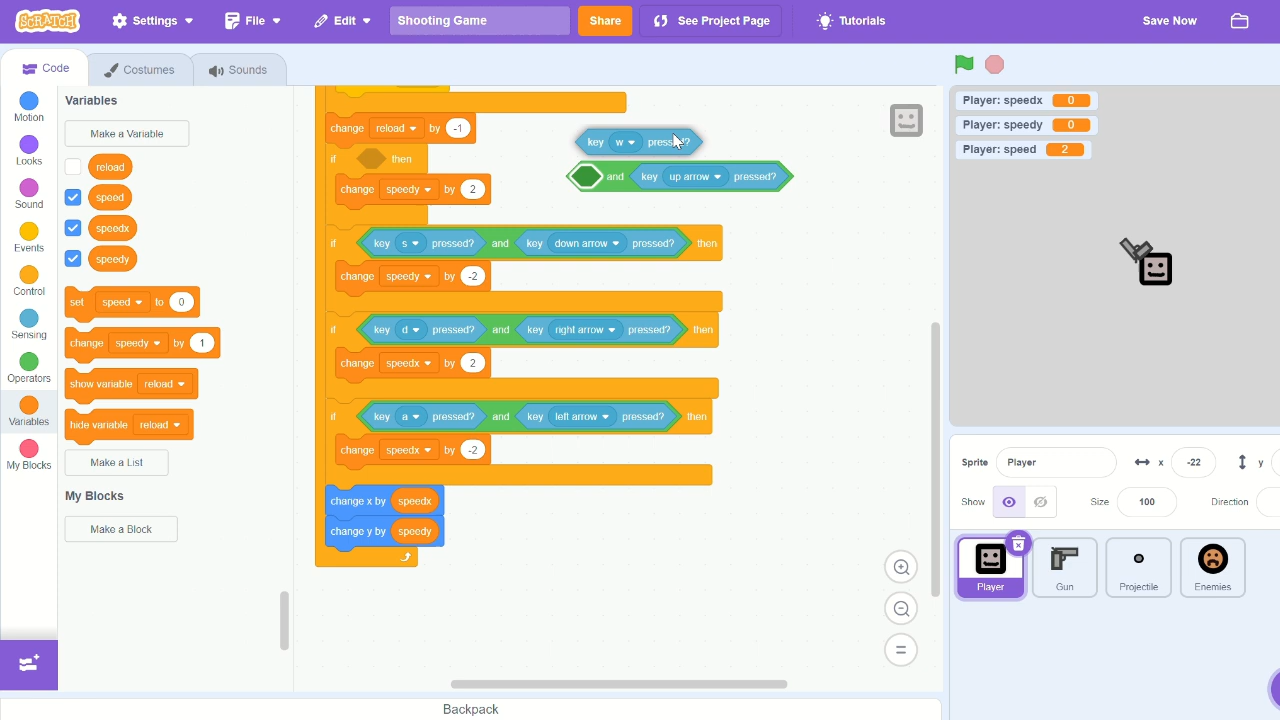 SCRATCH Settings File Edit Shooting Game Share See Project Page Tutorials Save Now
Code Costumes Sounds
Motion
Looks
Sound
Events
Control
Sensing
Operators
Variables
My Blocks
Variables
Make a Variable
reload
speed
speedx
speedy
set speed to 0
change speedy by 1
show variable reload
hide variable reload
Make a List
My Blocks
Make a Block
change reload by -1
if then
change speedy by 2
key w pressed?
and key up arrow pressed?
if key s pressed? and key down arrow pressed? then
change speedy by -2
if key d pressed? and key right arrow pressed? then
change speedx by 2
if key a pressed? and key left arrow pressed? then
change speedx by -2
change x by speedx
change y by speedy
Backpack
Player: speedx 0
Player: speedy 0
Player: speed 2
Sprite Player x -22 y
Show Size 100 Direction
Player Gun Projectile Enemies